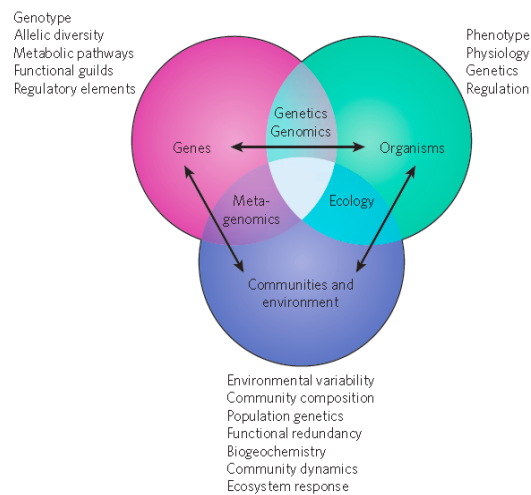 Genotype
Allelic diversity
Metabolic pathways
Functional guilds
Regulatory elements
Phenotype
Physiology
Genetics
Regulation
Genetics
Genomics
Genes
Organisms
Meta-
genomics
Ecology
Communities and
environment
Environmental variability
Community composition
Population genetics
Functional redundancy
Biogeochemistry
Community dynamics
Ecosystem response